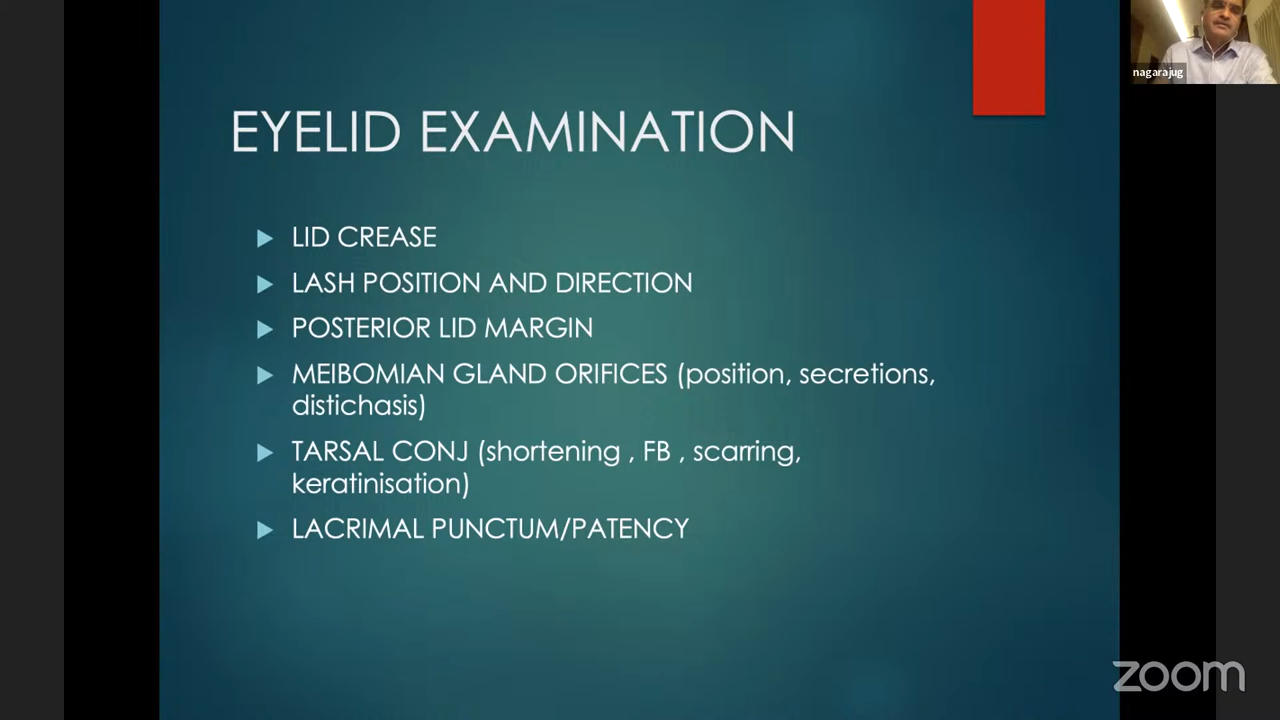 nagarajug
EYELID EXAMINATION
LID CREASE
LASH POSITION AND DIRECTION
POSTERIOR LID MARGIN
MEIBOMIAN GLAND ORIFICES (position, secretions,
distichasis)
TARSAL CONJ (shortening , FB , scarring,
keratinisation)
LACRIMAL PUNCTUM/PATENCY
zoom